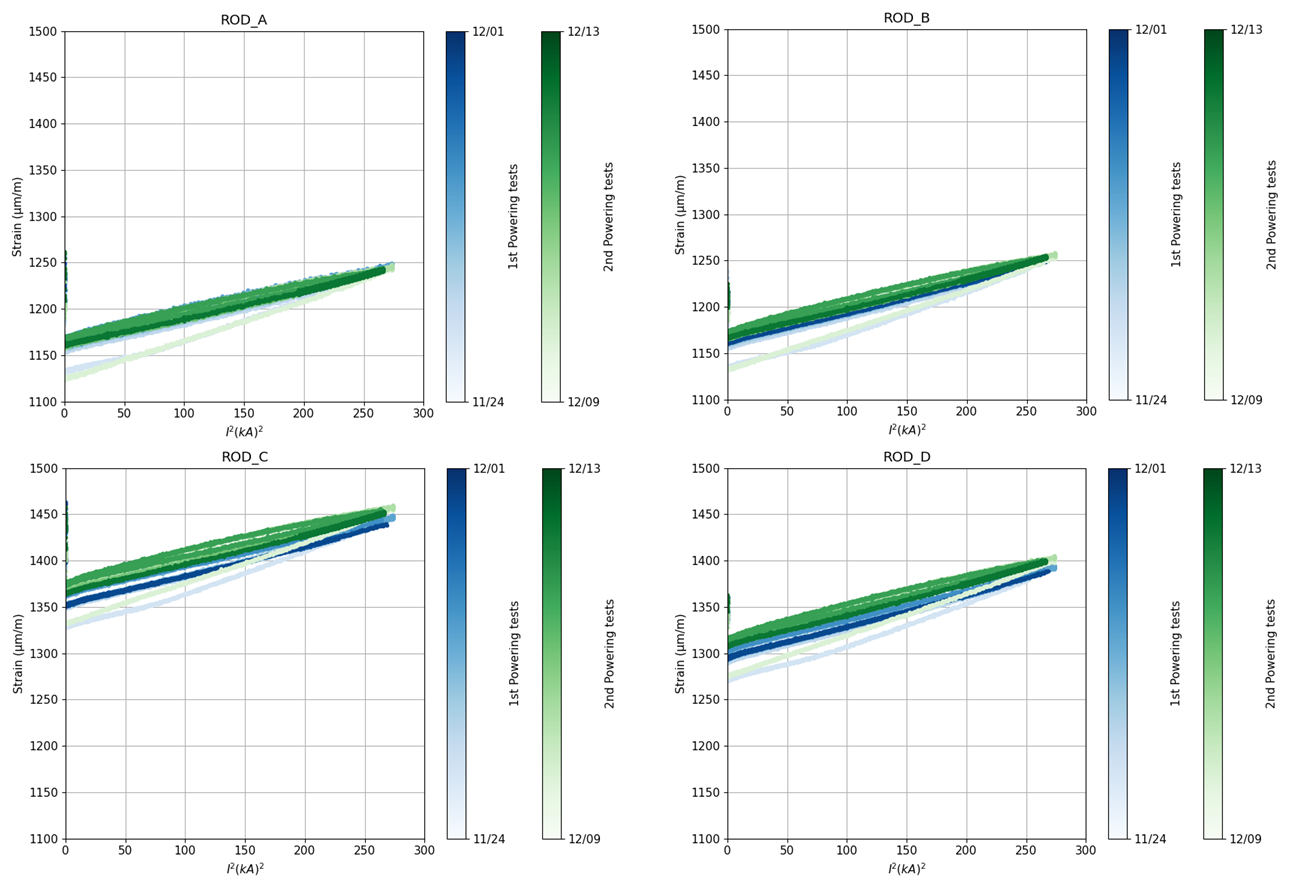 ROD_A
1500
1450
1400
1350
1300
1250
1200
1150
1100
Strain (μm/m)
0 50 100 150 200 250 300
I²(kA)²
12/01
11/24
1st Powering tests
12/13
12/09
2nd Powering tests
ROD_B
1500
1450
1400
1350
1300
1250
1200
1150
1100
Strain (μm/m)
0 50 100 150 200 250 300
I²(kA)²
12/01
11/24
1st Powering tests
12/13
12/09
2nd Powering tests
ROD_C
1500
1450
1400
1350
1300
1250
1200
1150
1100
Strain (μm/m)
0 50 100 150 200 250 300
I²(kA)²
12/01
11/24
1st Powering tests
12/13
12/09
2nd Powering tests
ROD_D
1500
1450
1400
1350
1300
1250
1200
1150
1100
Strain (μm/m)
0 50 100 150 200 250 300
I²(kA)²
12/01
11/24
1st Powering tests
12/13
12/09
2nd Powering tests